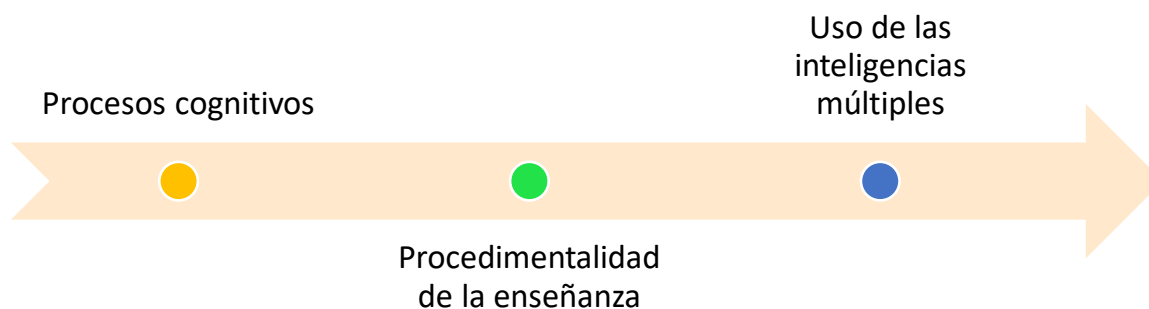 Procesos cognitivos
Procedimentalidad
de la enseñanza
Uso de las
inteligencias
múltiples